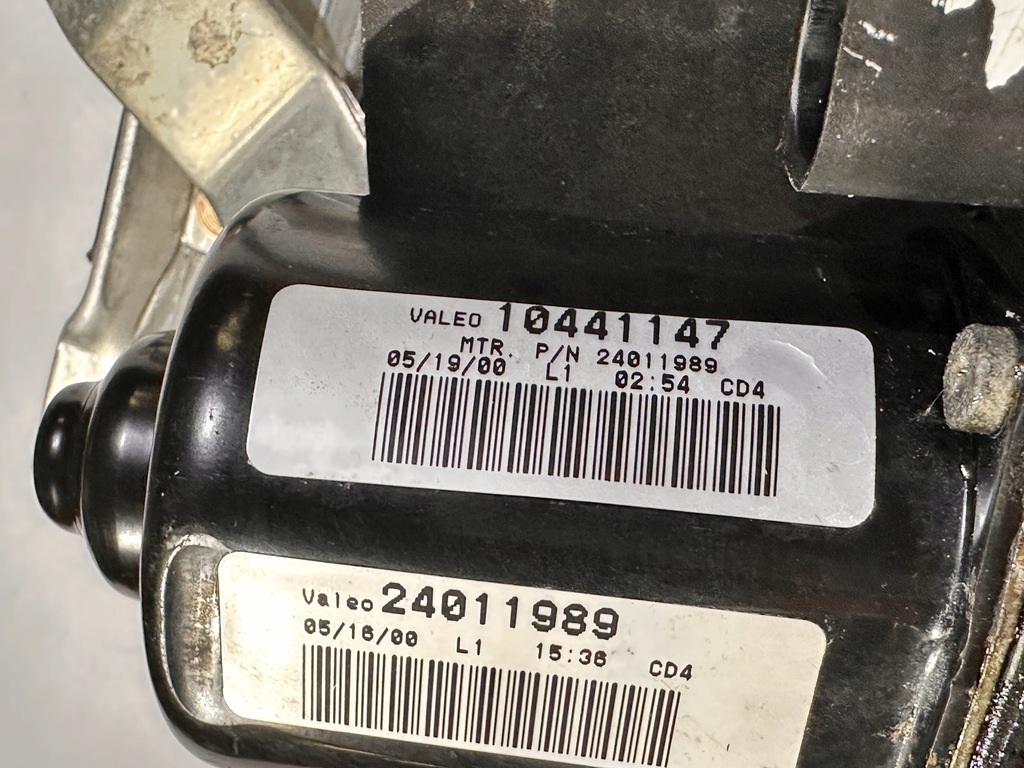 VALEO 10441147
MTR. P/N 24011989
05/19/00 L1 02:54 CD4
Valeo 24011989
05/16/00 L1 15:36 CD4